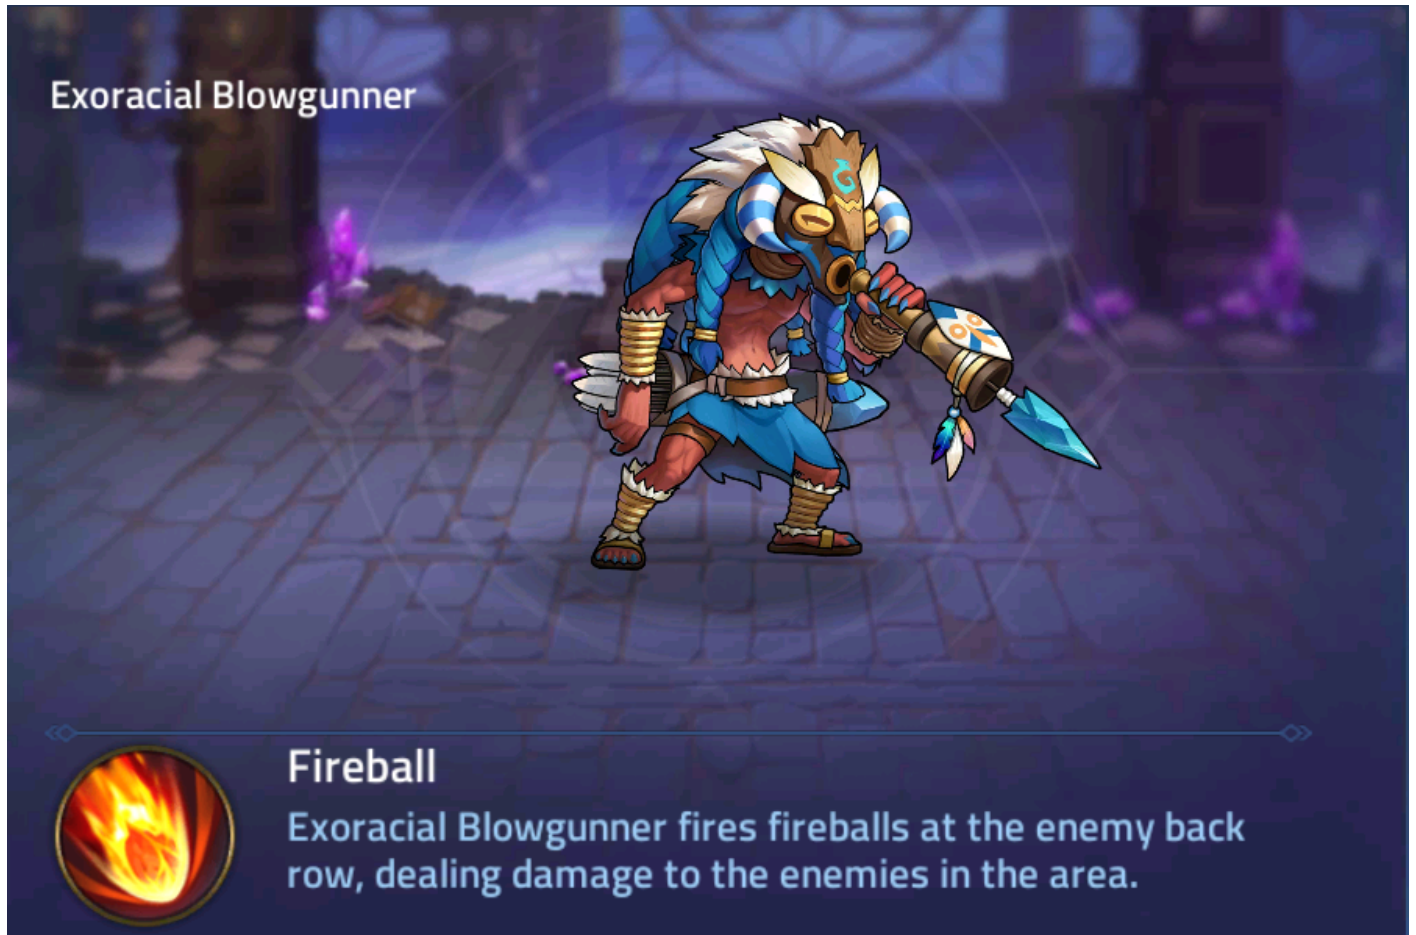 Exoracial Blowgunner
Fireball
Exoracial Blowgunner fires fireballs at the enemy back
row, dealing damage to the enemies in the area.